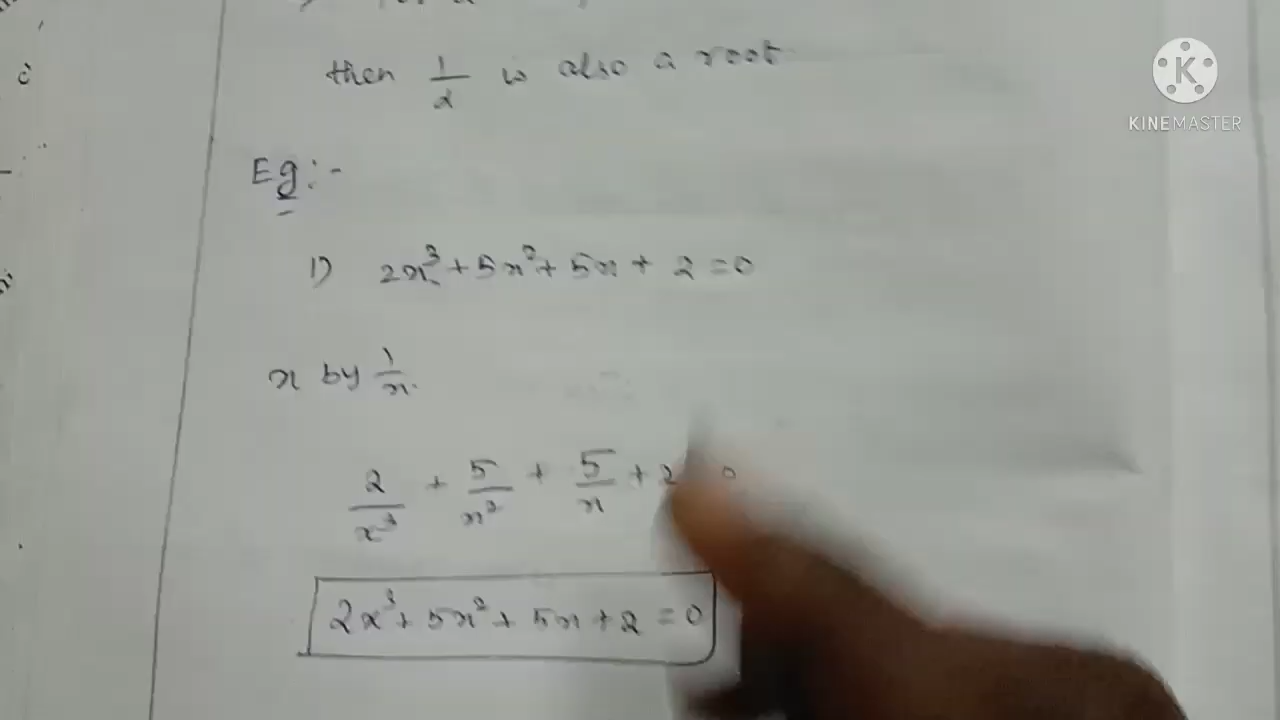 then 1/α is also a root
KINEMASTER
Eg:-
1) 2x³ + 5x² + 5x + 2 = 0
x by 1/x.
2/x³ + 5/x² + 5/x + 2 0
2x³ + 5x² + 5x + 2 = 0